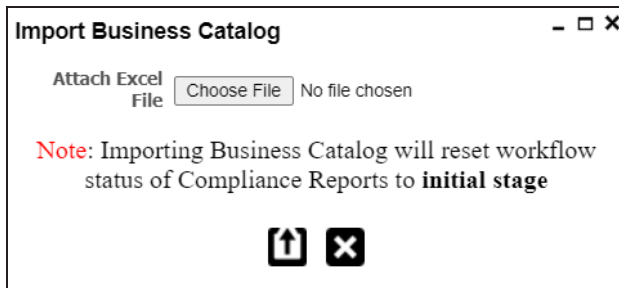 Import Business Catalog
Attach Excel
File
Choose File No file chosen
Note: Importing Business Catalog will reset workflow
status of Compliance Reports to initial stage